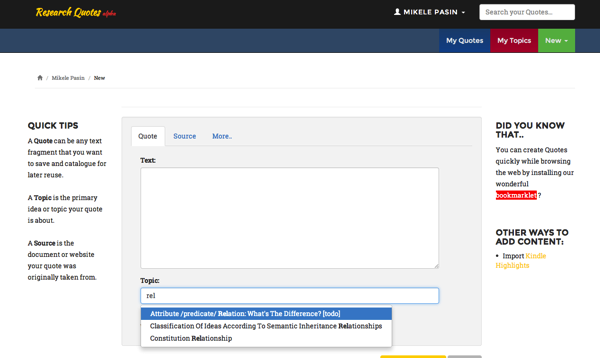 Research Quotes alpha
MIKELE PASIN
Search your Quotes...
My Quotes
My Topics
New
/ Mikele Pasin / New
QUICK TIPS
A Quote can be any text
fragment that you want
to save and catalogue for
later reuse.
A Topic is the primary
idea or topic your quote
is about.
A Source is the
document or website
your quote was
originally taken from.
Quote
Source
More..
Text:
Topic:
rel
Attribute /predicate/ Relation: What's The Difference? [todo]
Classification Of Ideas According To Semantic Inheritance Relationships
Constitution Relationship
DID YOU KNOW
THAT..
You can create Quotes
quickly while browsing
the web by installing our
wonderful
bookmarklet?
OTHER WAYS TO
ADD CONTENT:
• Import Kindle
Highlights